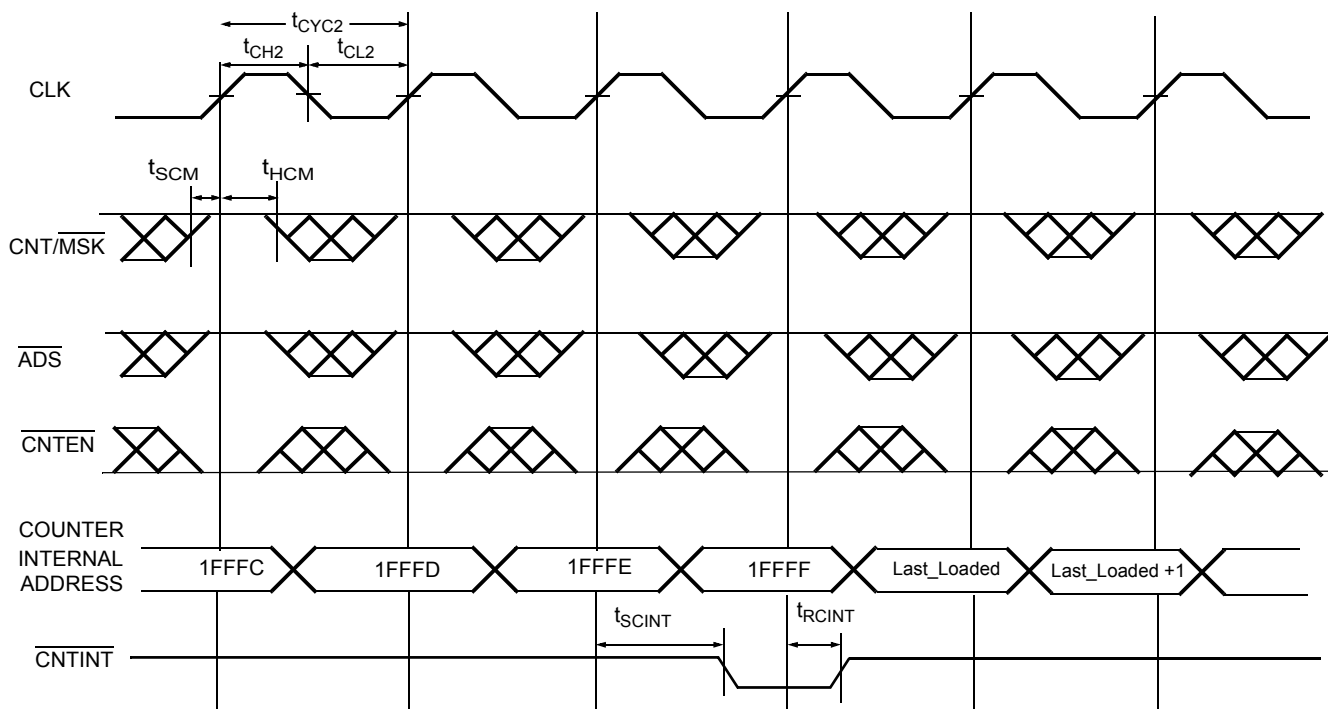 tCYC2
tCH2
tCL2
CLK
tSCM
tHCM
CNT/MSK
ADS
CNTEN
COUNTER
INTERNAL
ADDRESS
1FFFC
1FFFD
1FFFE
1FFFF
Last_Loaded
Last_Loaded +1
tSCINT
tRCINT
CNTINT